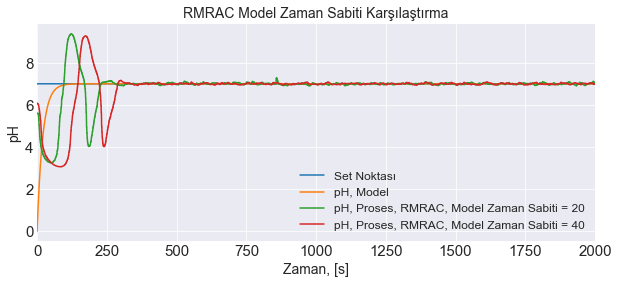 RMRAC Model Zaman Sabiti Karşılaştırma
pH
8
6
4
2
0
Set Noktası
pH, Model
pH, Proses, RMRAC, Model Zaman Sabiti = 20
pH, Proses, RMRAC, Model Zaman Sabiti = 40
0 250 500 750 1000 1250 1500 1750 2000
Zaman, [s]